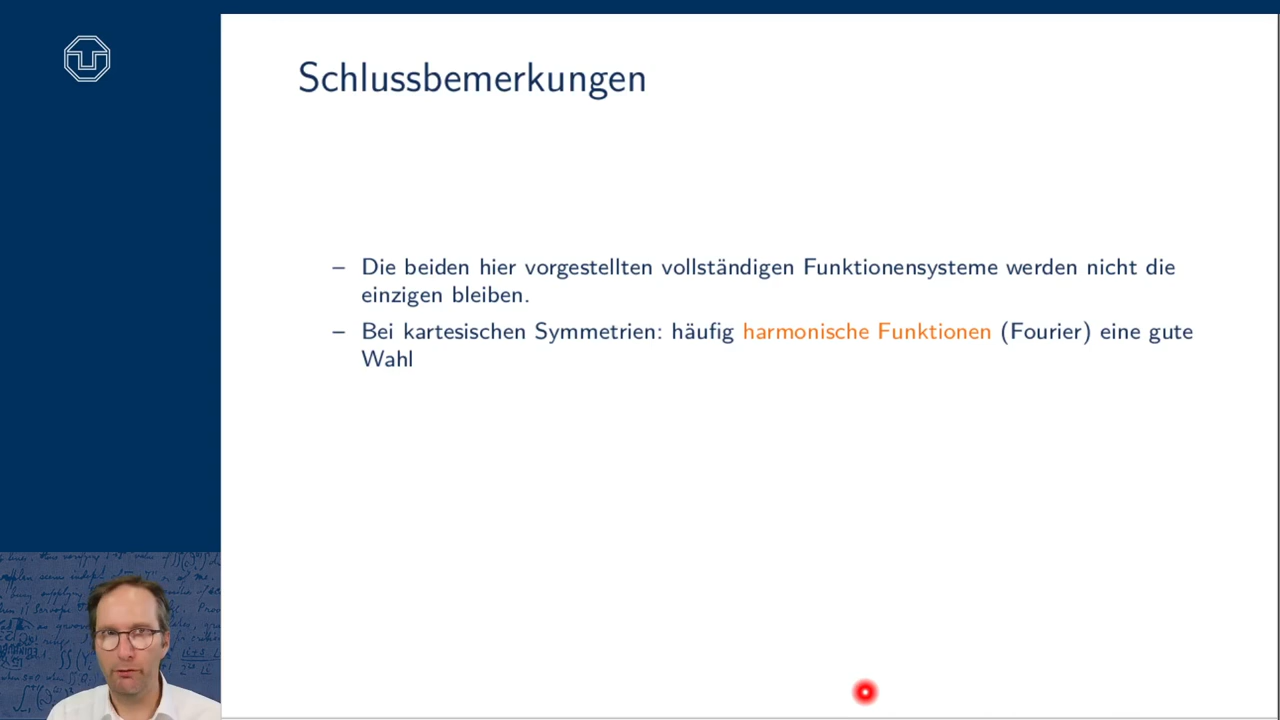 Schlussbemerkungen
– Die beiden hier vorgestellten vollständigen Funktionensysteme werden nicht die
einzigen bleiben.
– Bei kartesischen Symmetrien: häufig harmonische Funktionen (Fourier) eine gute
Wahl